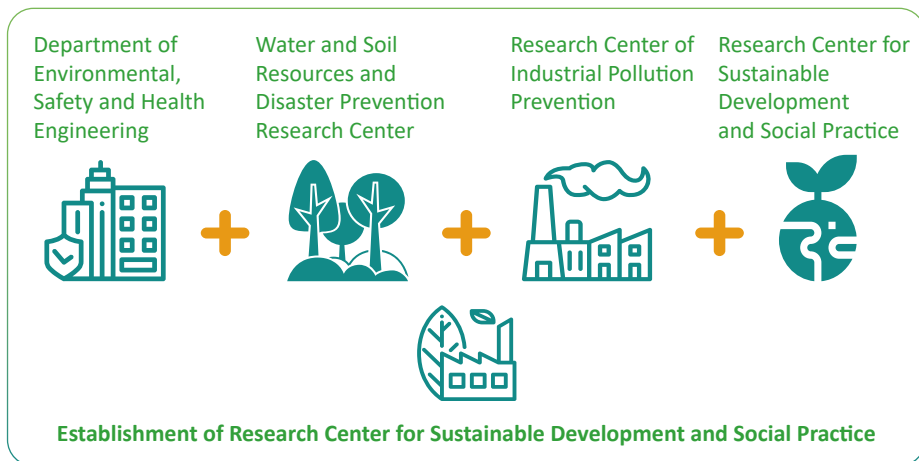 Department of
Environmental,
Safety and Health
Engineering
Water and Soil
Resources and
Disaster Prevention
Research Center
Research Center of
Industrial Pollution
Prevention
Research Center for
Sustainable
Development
and Social Practice
Establishment of Research Center for Sustainable Development and Social Practice